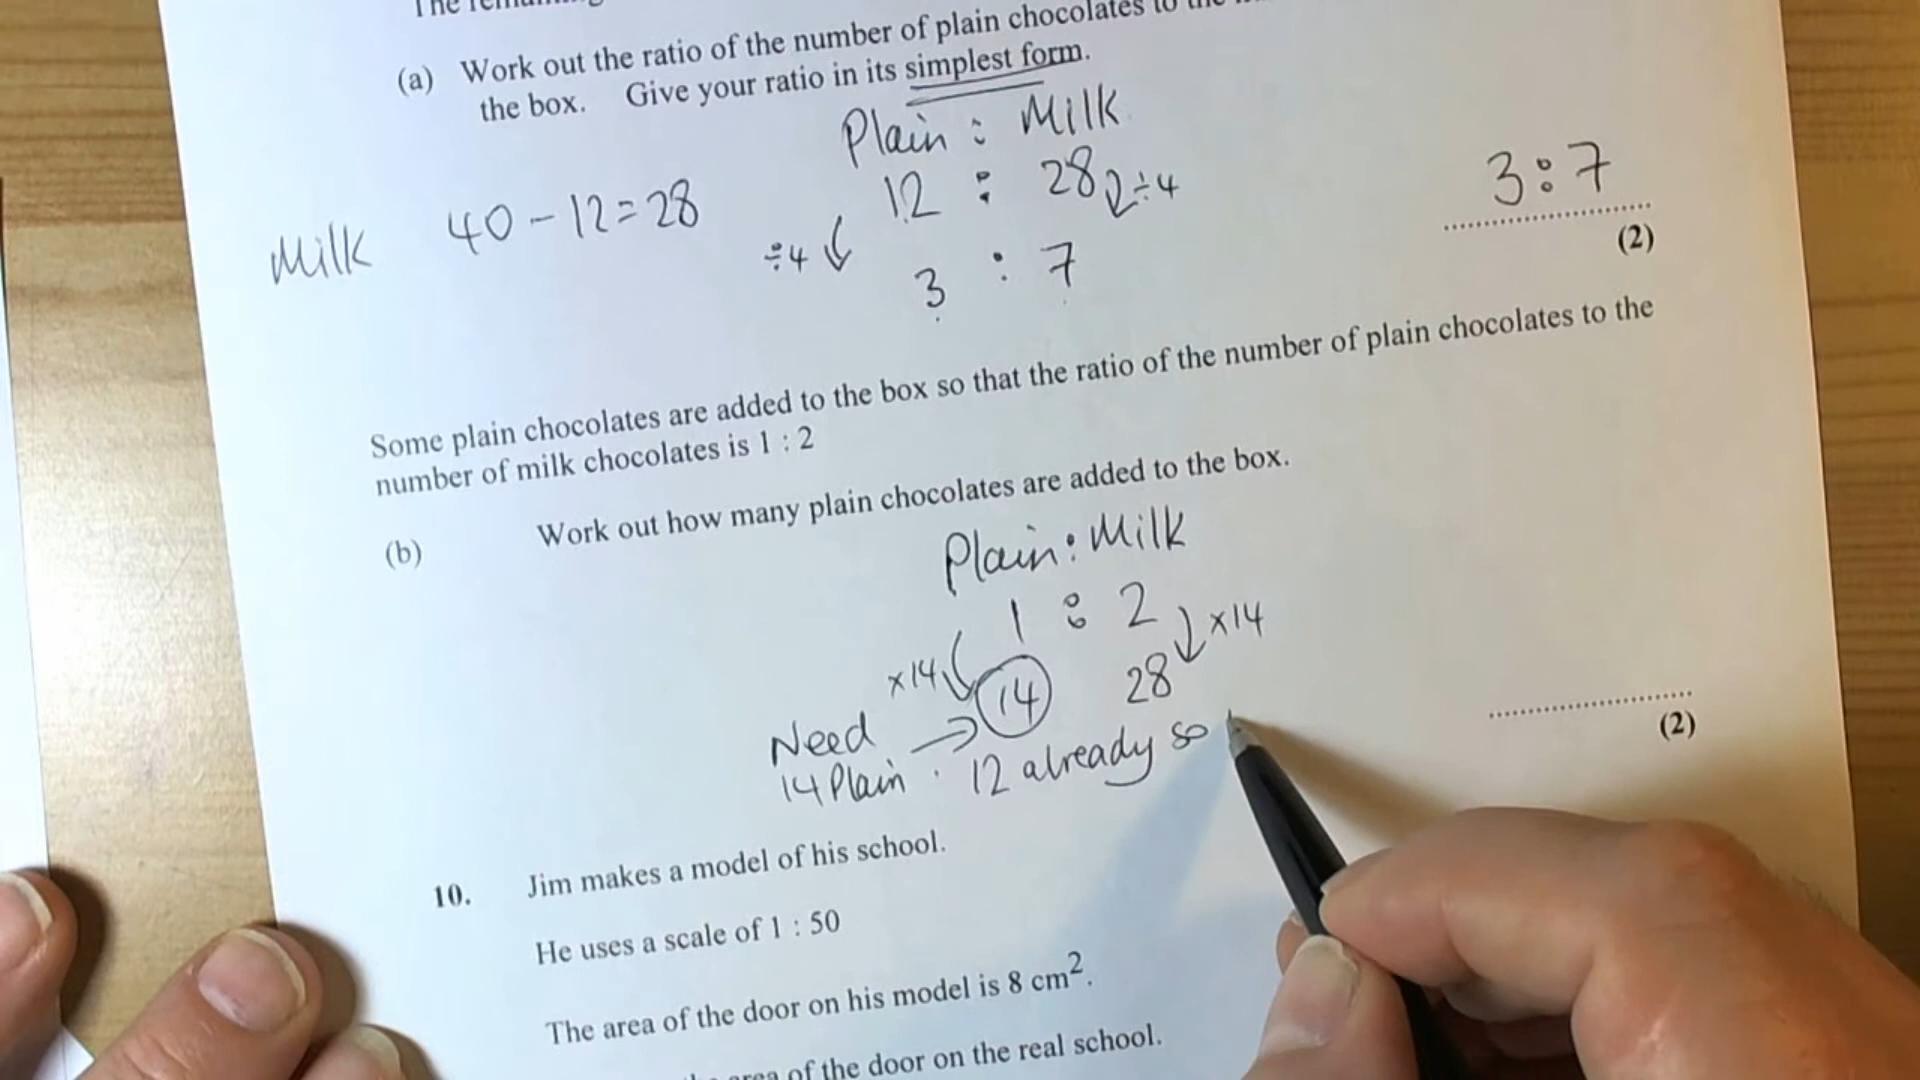 The
(a) Work out the ratio of the number of plain chocolates to the
the box. Give your ratio in its simplest form.
Plain : Milk
12 : 28 ÷4
Milk 40 - 12 = 28
÷4
3 : 7
3 : 7
(2)
Some plain chocolates are added to the box so that the ratio of the number of plain chocolates to the
number of milk chocolates is 1 : 2
(b) Work out how many plain chocolates are added to the box.
Plain : Milk
1 : 2 ×14
×14 14 28
Need → 12 already so
14 Plain
(2)
10. Jim makes a model of his school.
He uses a scale of 1 : 50
The area of the door on his model is 8 cm².
area of the door on the real school.